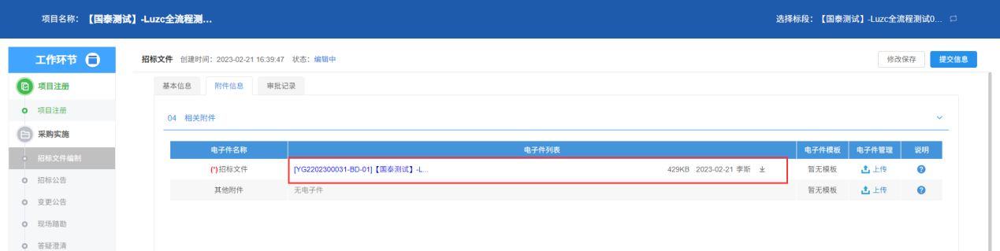 项目名称：【国泰测试】-Luzc全流程测... 选择标段：【国泰测试】-Luzc全流程测试0...
工作环节
项目注册
项目注册
采购实施
招标文件编制
招标公告
变更公告
现场踏勘
答疑澄清
招标文件 创建时间：2023-02-21 16:39:47 状态：编辑中 修改保存 提交信息
基本信息 附件信息 审批记录
04 相关附件
电子件名称 电子件列表 电子件模板 电子件管理 说明
(*)招标文件 [YG2202300031-BD-01]【国泰测试】-L... 429KB 2023-02-21 李斯 暂无模板 上传
其他附件 无电子件 暂无模板 上传